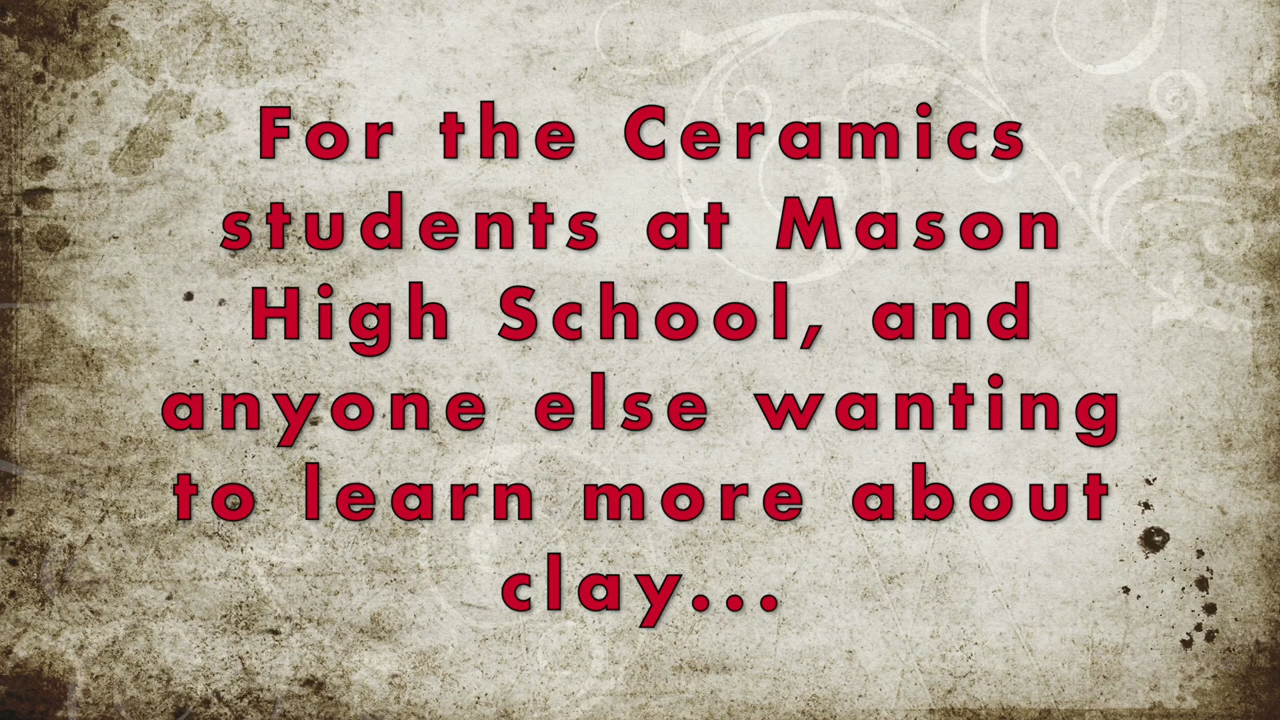 For the Ceramics
students at Mason
High School, and
anyone else wanting
to learn more about
clay...